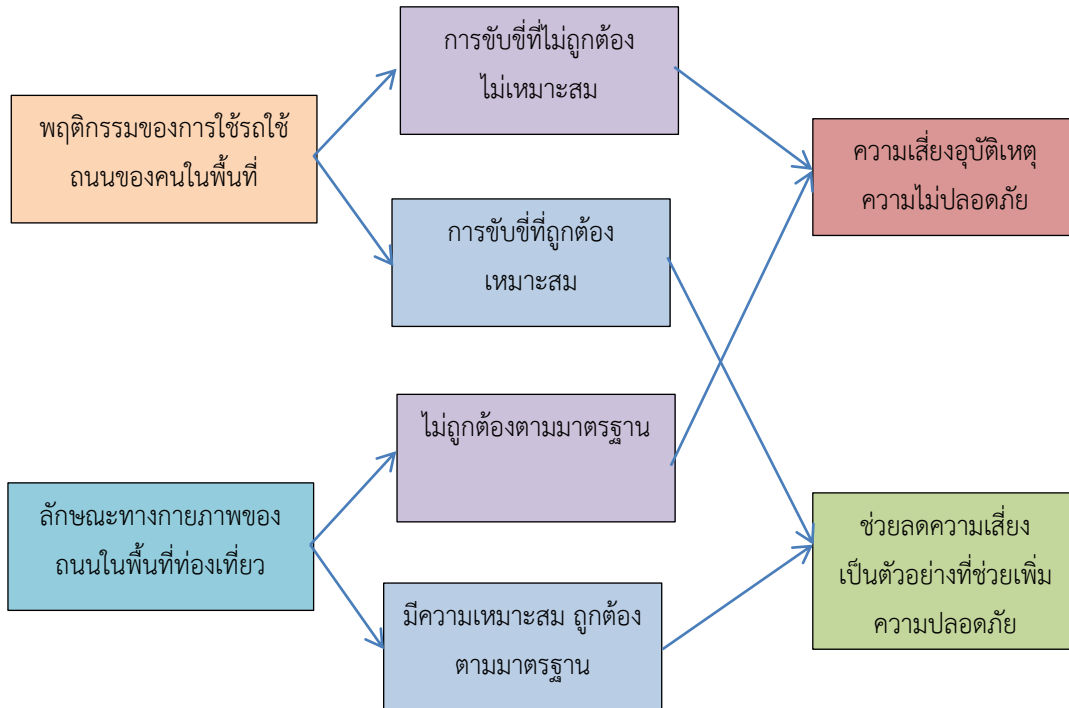 พฤติกรรมของการใช้รถใช้
ถนนของคนในพื้นที่
การขับขี่ที่ไม่ถูกต้อง
ไม่เหมาะสม
การขับขี่ที่ถูกต้อง
เหมาะสม
ความเสี่ยงอุบัติเหตุ
ความไม่ปลอดภัย
ลักษณะทางกายภาพของ
ถนนในพื้นที่ท่องเที่ยว
ไม่ถูกต้องตามมาตรฐาน
มีความเหมาะสม ถูกต้อง
ตามมาตรฐาน
ช่วยลดความเสี่ยง
เป็นตัวอย่างที่ช่วยเพิ่ม
ความปลอดภัย